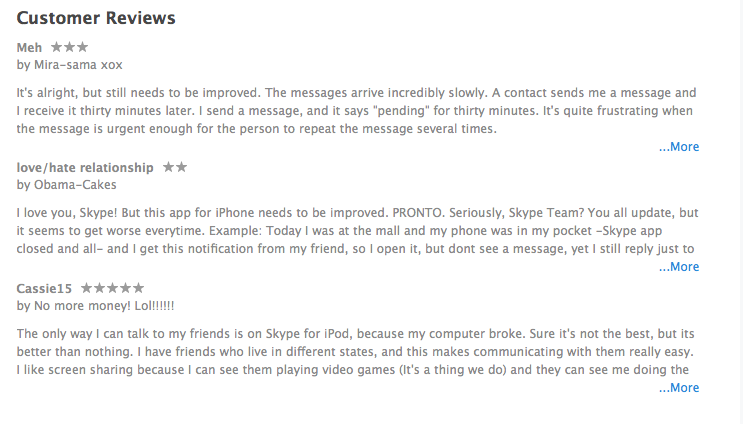 Customer Reviews
Meh ★★★
by Mira-sama xox
It's alright, but still needs to be improved. The messages arrive incredibly slowly. A contact sends me a message and
I receive it thirty minutes later. I send a message, and it says "pending" for thirty minutes. It's quite frustrating when
the message is urgent enough for the person to repeat the message several times.
...More
love/hate relationship ★★
by Obama-Cakes
I love you, Skype! But this app for iPhone needs to be improved. PRONTO. Seriously, Skype Team? You all update, but
it seems to get worse everytime. Example: Today I was at the mall and my phone was in my pocket -Skype app
closed and all- and I get this notification from my friend, so I open it, but dont see a message, yet I still reply just to
...More
Cassie15 ★★★★★
by No more money! Lol!!!!!!
The only way I can talk to my friends is on Skype for iPod, because my computer broke. Sure it's not the best, but its
better than nothing. I have friends who live in different states, and this makes communicating with them really easy.
I like screen sharing because I can see them playing video games (It's a thing we do) and they can see me doing the
...More